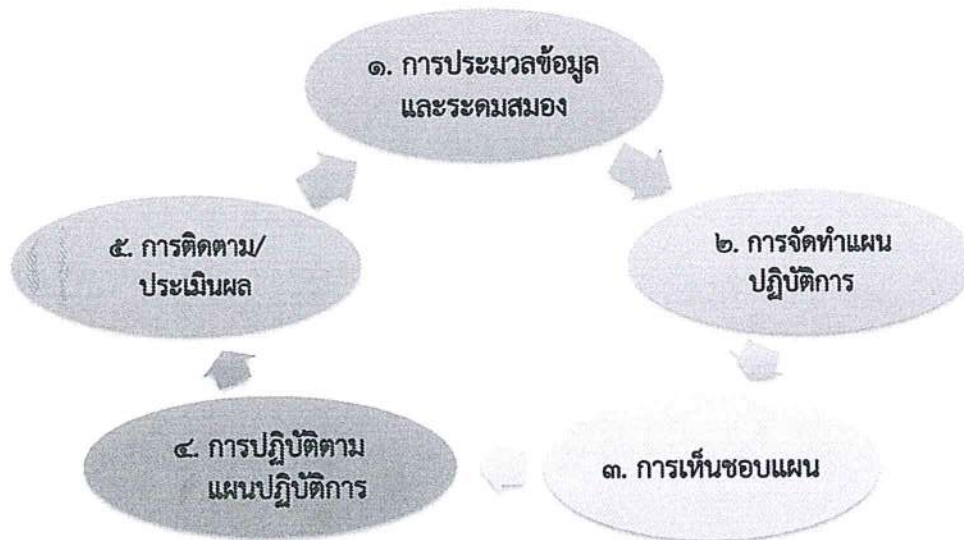 ๑. การประมวลข้อมูล
และระดมสมอง
๒. การจัดทำแผน
ปฏิบัติการ
๓. การเห็นชอบแผน
๔. การปฏิบัติตาม
แผนปฏิบัติการ
๕. การติดตาม/
ประเมินผล